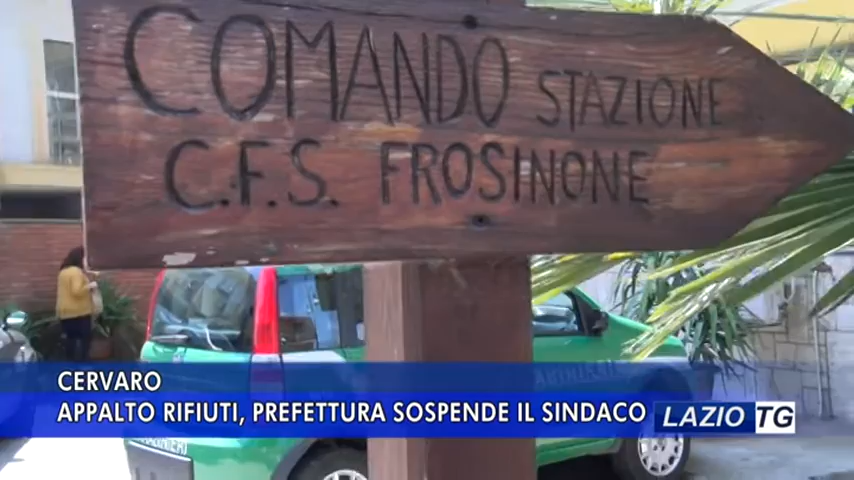 COMANDO STAZIONE
C.F.S. FROSINONE
CERVARO
APPALTO RIFIUTI, PREFETTURA SOSPENDE IL SINDACO
LAZIO TG